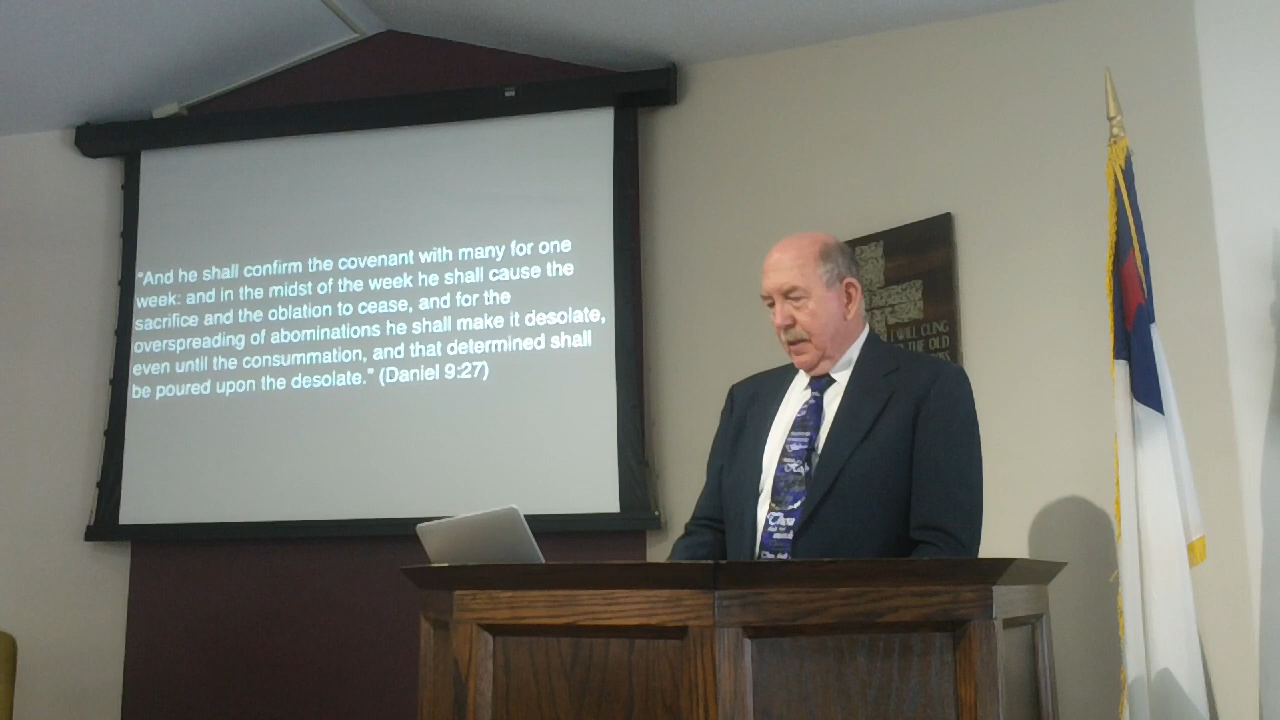 "And he shall confirm the covenant with many for one
week: and in the midst of the week he shall cause the
sacrifice and the oblation to cease, and for the
overspreading of abominations he shall make it desolate,
even until the consummation, and that determined shall
be poured upon the desolate." (Daniel 9:27)
I WILL CLING
THE OLD